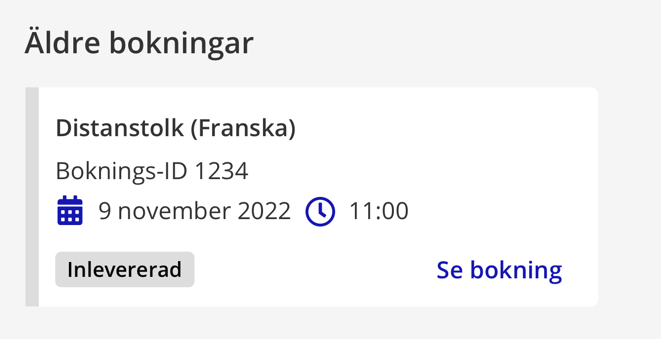 Äldre bokningar
Distanstolk (Franska)
Boknings-ID 1234
9 november 2022 11:00
Inlevererad
Se bokning